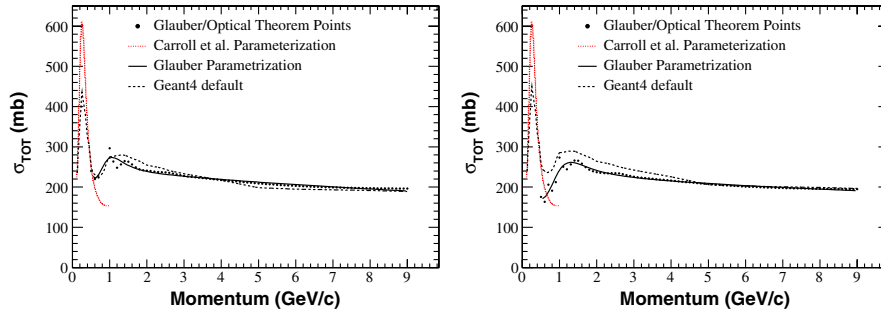 σTOT (mb)
600
500
400
300
200
100
0
Glauber/Optical Theorem Points
Carroll et al. Parameterization
Glauber Parametrization
Geant4 default
0 1 2 3 4 5 6 7 8 9
Momentum (GeV/c)
σTOT (mb)
600
500
400
300
200
100
0
Glauber/Optical Theorem Points
Carroll et al. Parameterization
Glauber Parametrization
Geant4 default
0 1 2 3 4 5 6 7 8 9
Momentum (GeV/c)